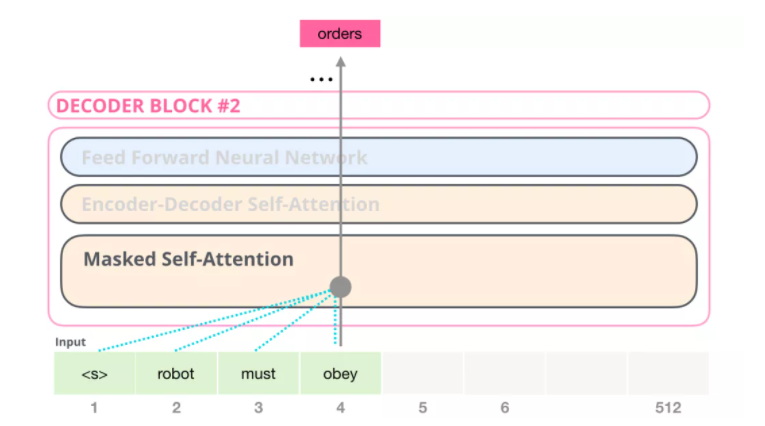 orders
...
DECODER BLOCK #2
Feed Forward Neural Network
Encoder-Decoder Self-Attention
Masked Self-Attention
Input
<s> robot must obey
1 2 3 4 5 6 512